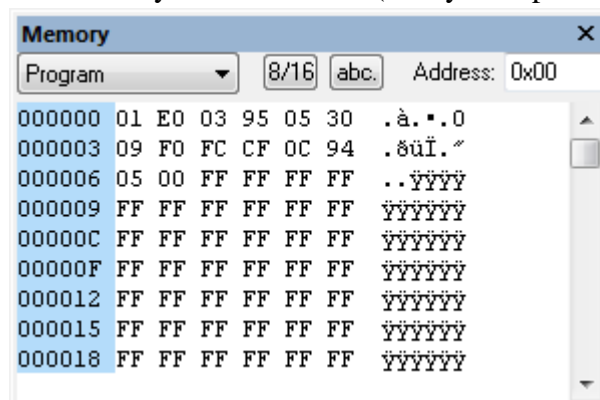 Memory
Program 8/16 abc. Address: 0x00
000000 01 E0 03 95 05 30 .à.•.0
000003 09 F0 FC CF 0C 94 .ðüÏ.”
000006 05 00 FF FF FF FF ..ÿÿÿÿ
000009 FF FF FF FF FF FF ÿÿÿÿÿÿ
00000C FF FF FF FF FF FF ÿÿÿÿÿÿ
00000F FF FF FF FF FF FF ÿÿÿÿÿÿ
000012 FF FF FF FF FF FF ÿÿÿÿÿÿ
000015 FF FF FF FF FF FF ÿÿÿÿÿÿ
000018 FF FF FF FF FF FF ÿÿÿÿÿÿ